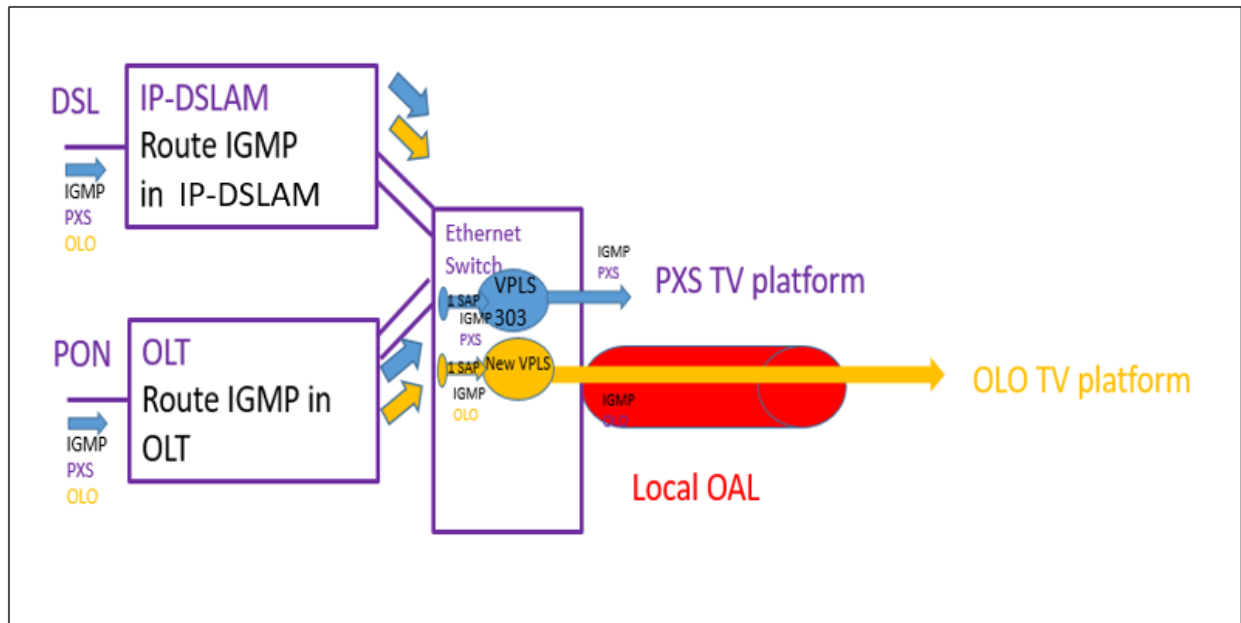 DSL
IP-DSLAM
Route IGMP
in IP-DSLAM
IGMP
PXS
OLO
Ethernet
Switch
1 SAP
VPLS
303
IGMP
PXS
IGMP
PXS
PXS TV platform
1 SAP
New VPLS
IGMP
OLO
IGMP
OLO
OLO TV platform
Local OAL
PON
OLT
Route IGMP in
OLT
IGMP
PXS
OLO